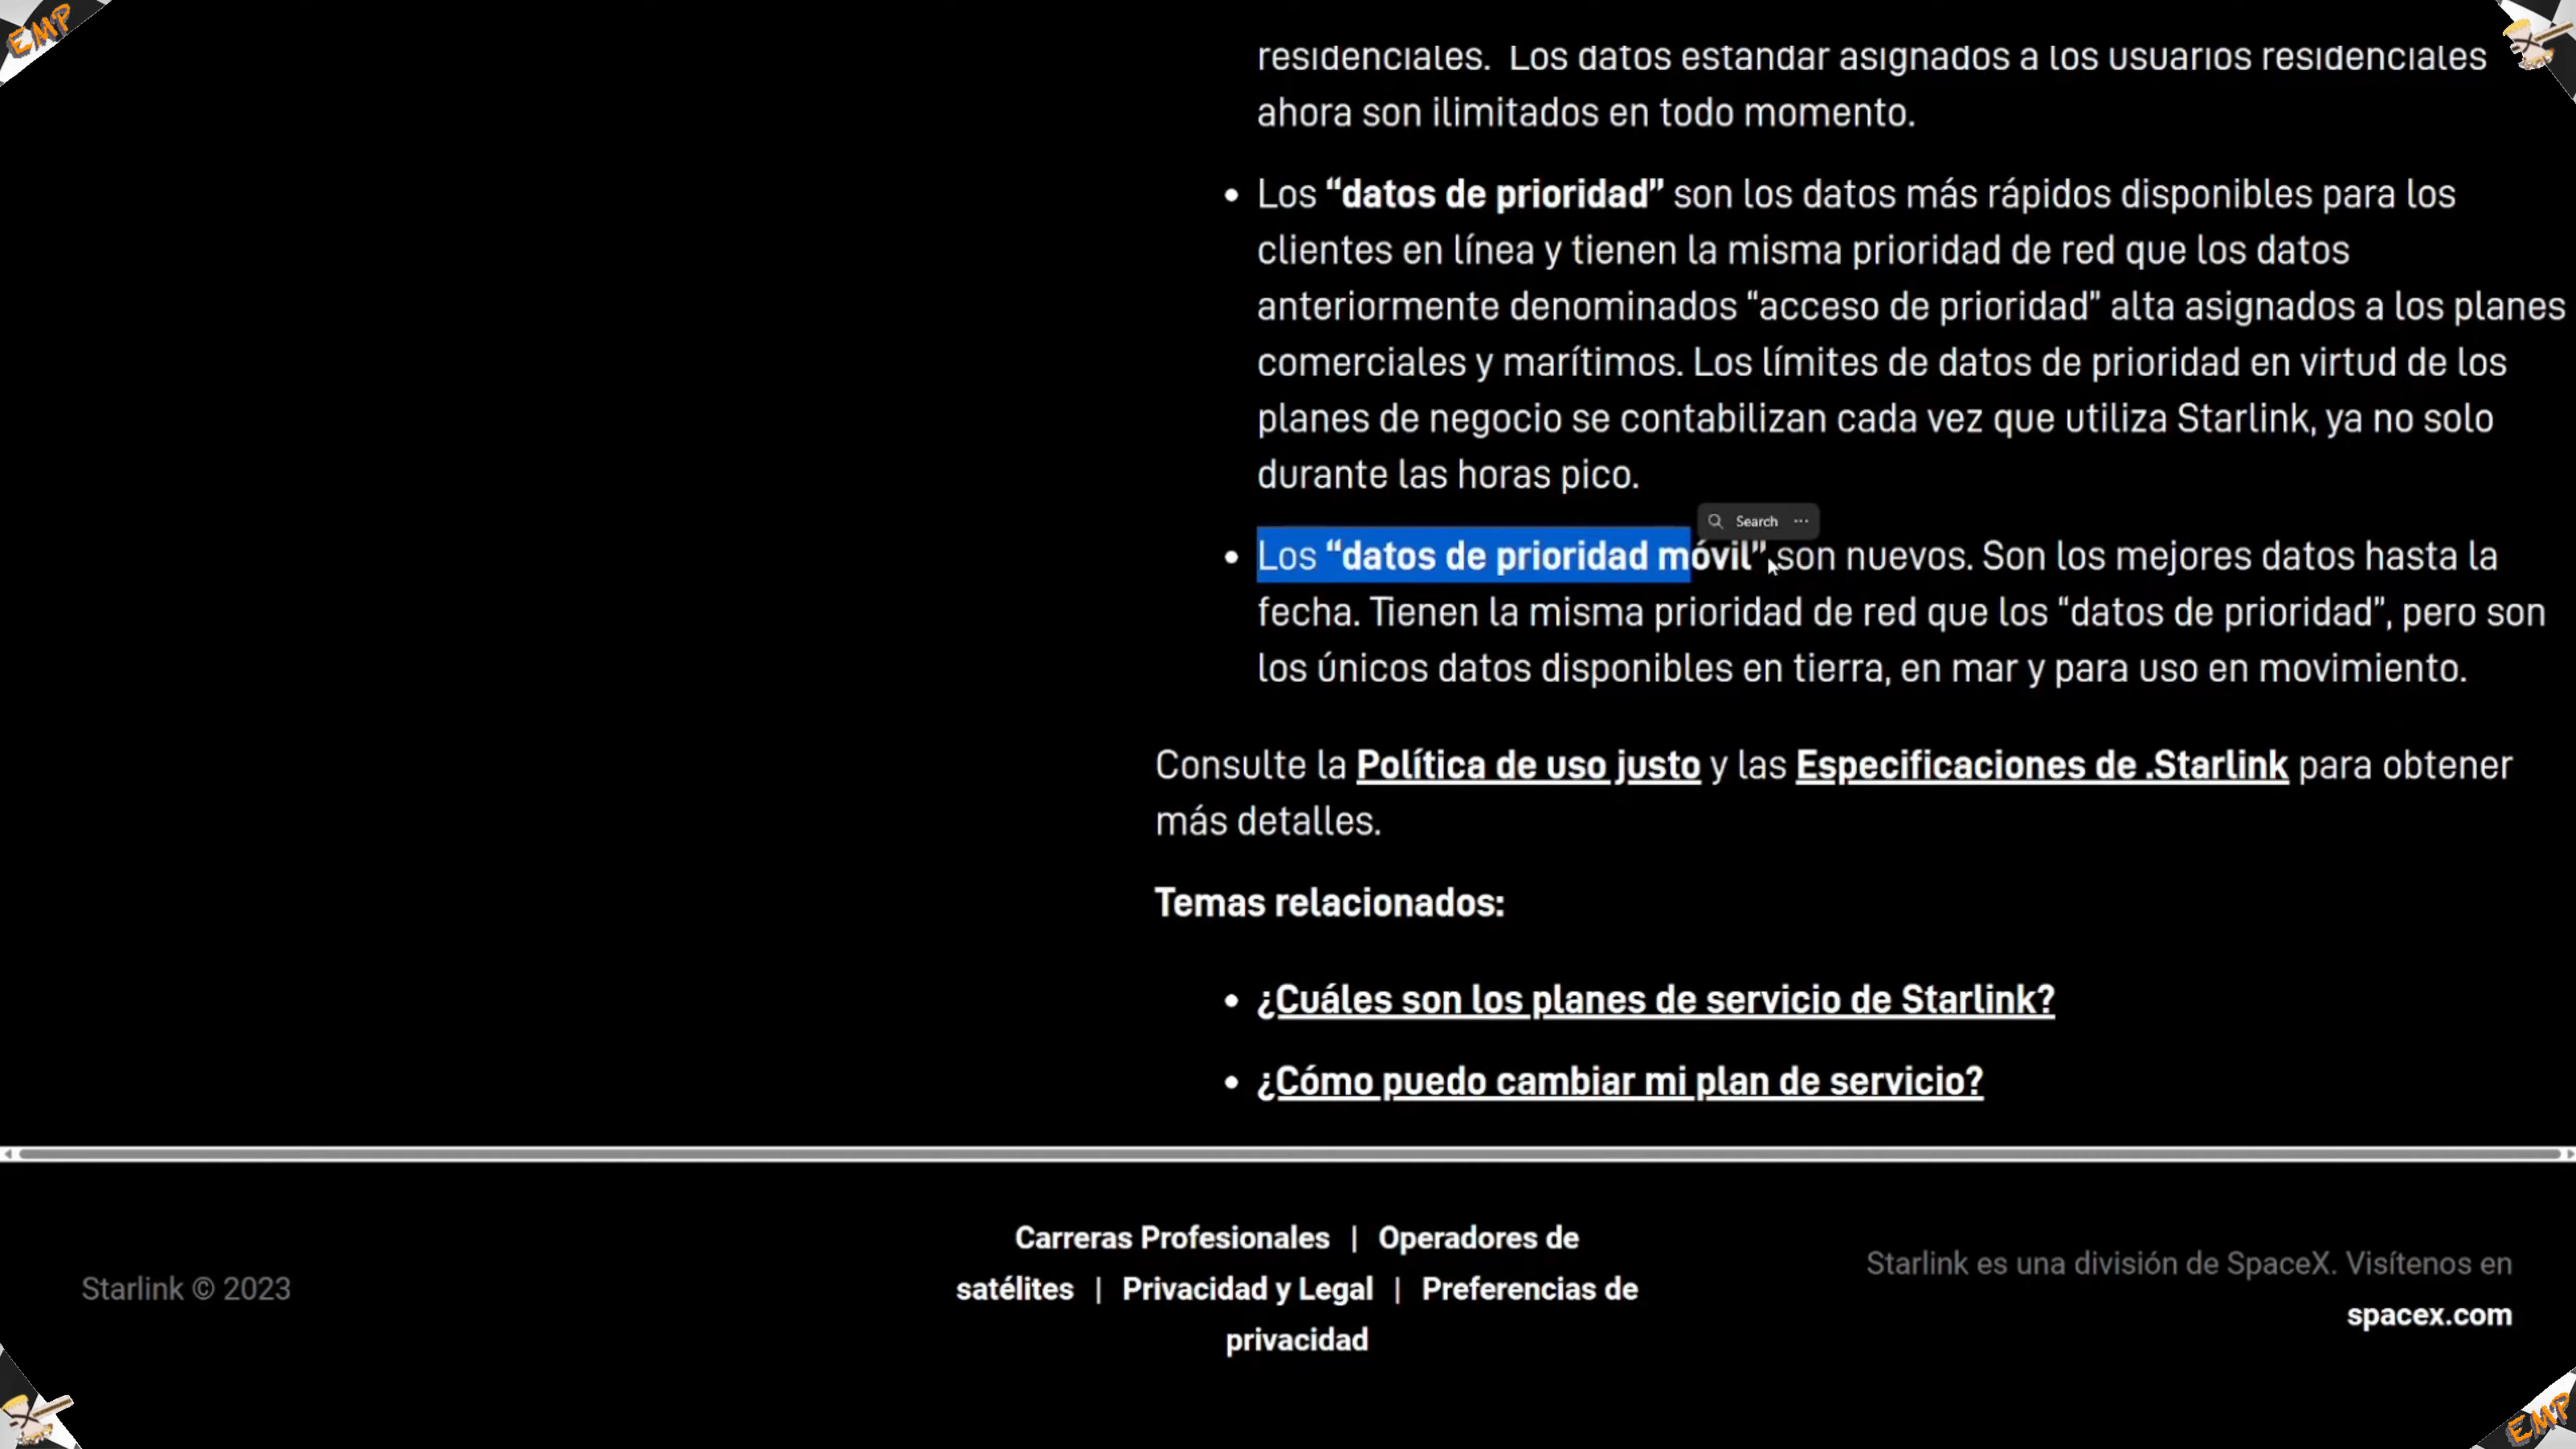 EMP
residenciales. Los datos estándar asignados a los usuarios residenciales
ahora son ilimitados en todo momento.
• Los “datos de prioridad” son los datos más rápidos disponibles para los
clientes en línea y tienen la misma prioridad de red que los datos
anteriormente denominados “acceso de prioridad” alta asignados a los planes
comerciales y marítimos. Los límites de datos de prioridad en virtud de los
planes de negocio se contabilizan cada vez que utiliza Starlink, ya no solo
durante las horas pico.
Search ...
• Los “datos de prioridad móvil” son nuevos. Son los mejores datos hasta la
fecha. Tienen la misma prioridad de red que los “datos de prioridad”, pero son
los únicos datos disponibles en tierra, en mar y para uso en movimiento.
Consulte la Política de uso justo y las Especificaciones de .Starlink para obtener
más detalles.
Temas relacionados:
• ¿Cuáles son los planes de servicio de Starlink?
• ¿Cómo puedo cambiar mi plan de servicio?
Starlink © 2023
Carreras Profesionales | Operadores de
satélites | Privacidad y Legal | Preferencias de
privacidad
Starlink es una división de SpaceX. Visítenos en
spacex.com
EMP